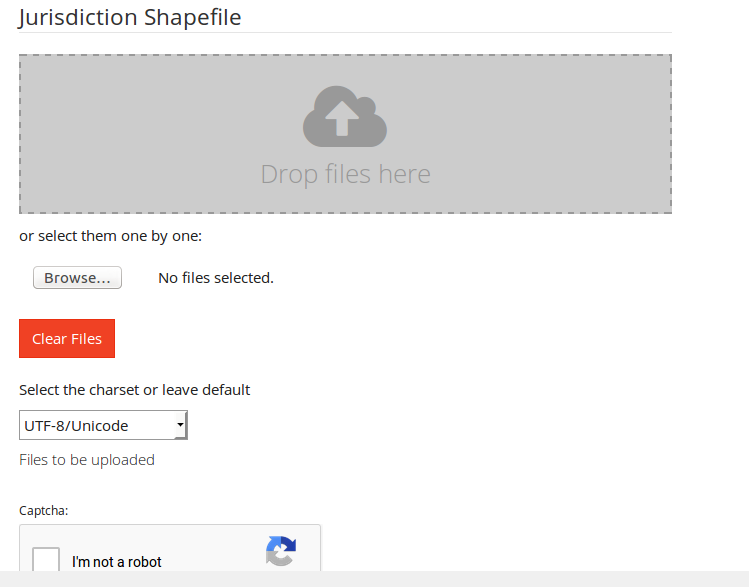 Jurisdiction Shapefile
Drop files here
or select them one by one:
Browse... No files selected.
Clear Files
Select the charset or leave default
UTF-8/Unicode
Files to be uploaded
Captcha:
I'm not a robot